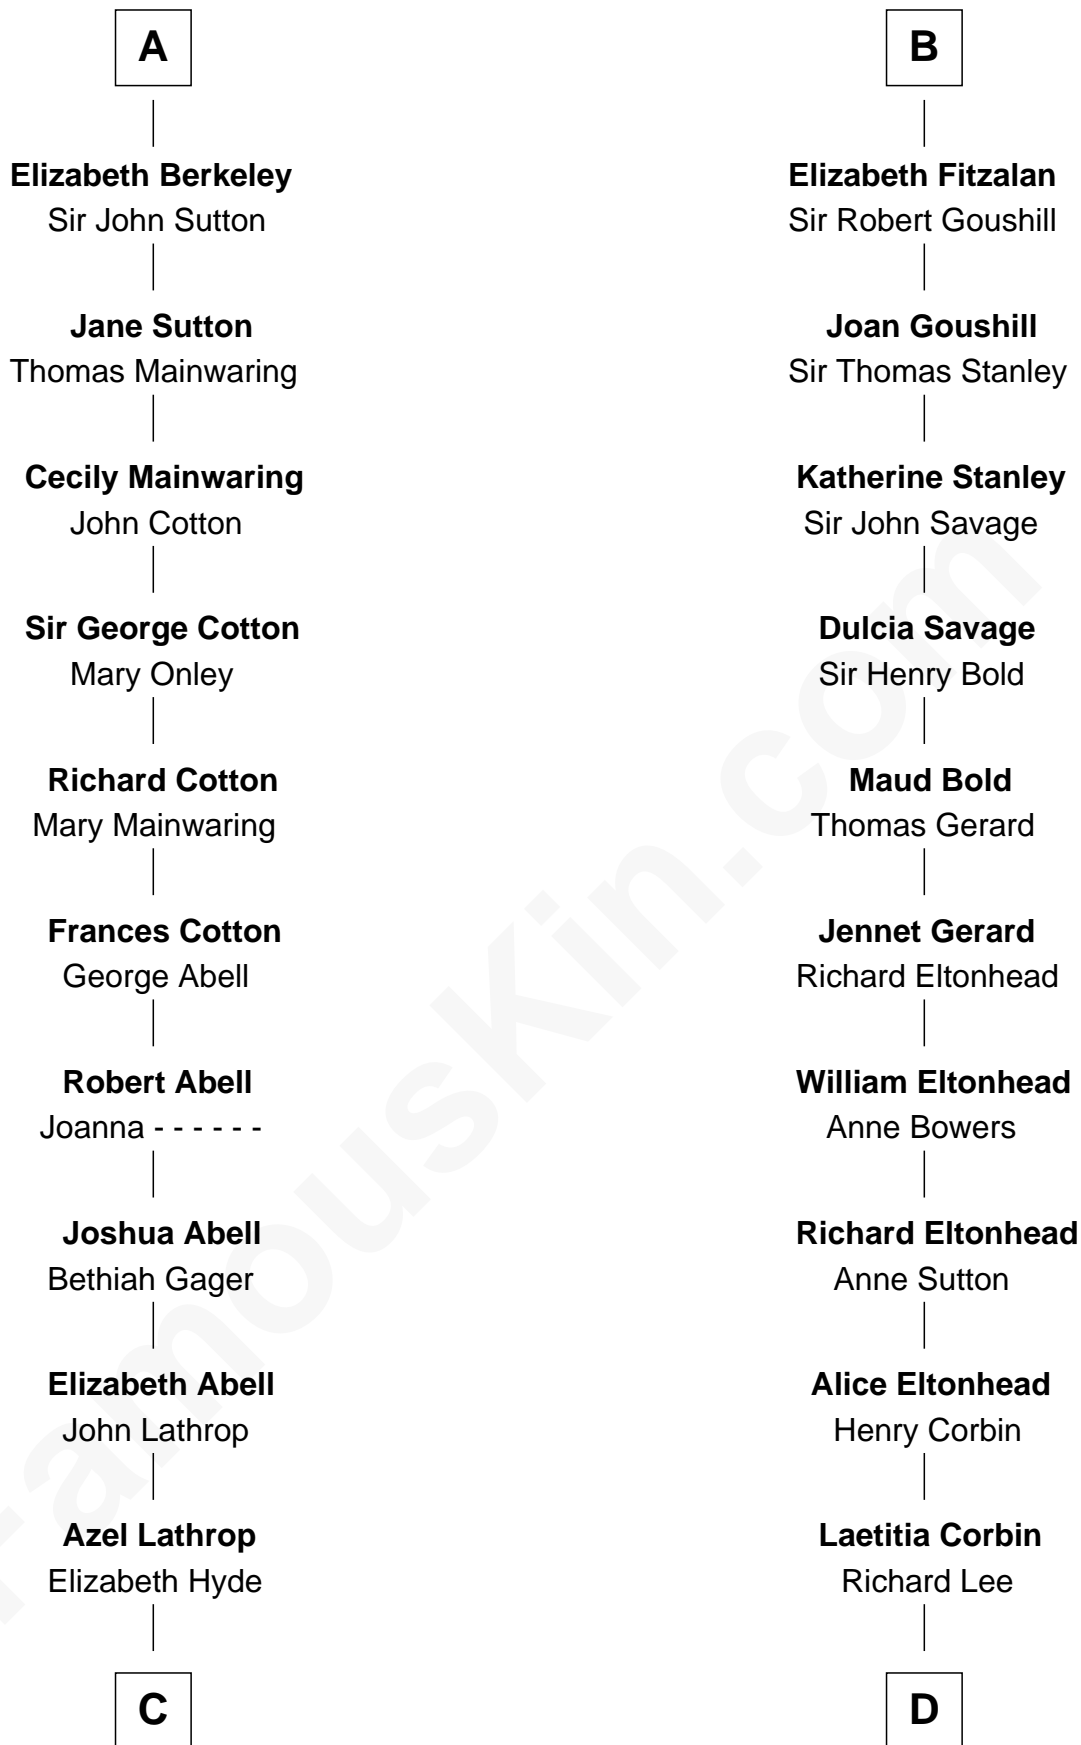 A
Elizabeth Berkeley
Sir John Sutton
Jane Sutton
Thomas Mainwaring
Cecily Mainwaring
John Cotton
Sir George Cotton
Mary Onley
Richard Cotton
Mary Mainwaring
Frances Cotton
George Abell
Robert Abell
Joanna - - - - - -
Joshua Abell
Bethiah Gager
Elizabeth Abell
John Lathrop
Azel Lathrop
Elizabeth Hyde
C
B
Elizabeth Fitzalan
Sir Robert Goushill
Joan Goushill
Sir Thomas Stanley
Katherine Stanley
Sir John Savage
Dulcia Savage
Sir Henry Bold
Maud Bold
Thomas Gerard
Jennet Gerard
Richard Eltonhead
William Eltonhead
Anne Bowers
Richard Eltonhead
Anne Sutton
Alice Eltonhead
Henry Corbin
Laetitia Corbin
Richard Lee
D
FamousKin.com